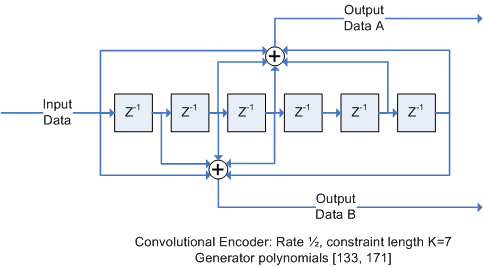 Output
Data A
Input
Data
Z-1
Z-1
Z-1
Z-1
Z-1
Z-1
+
+
Output
Data B
Convolutional Encoder: Rate ½, constraint length K=7
Generator polynomials [133, 171]